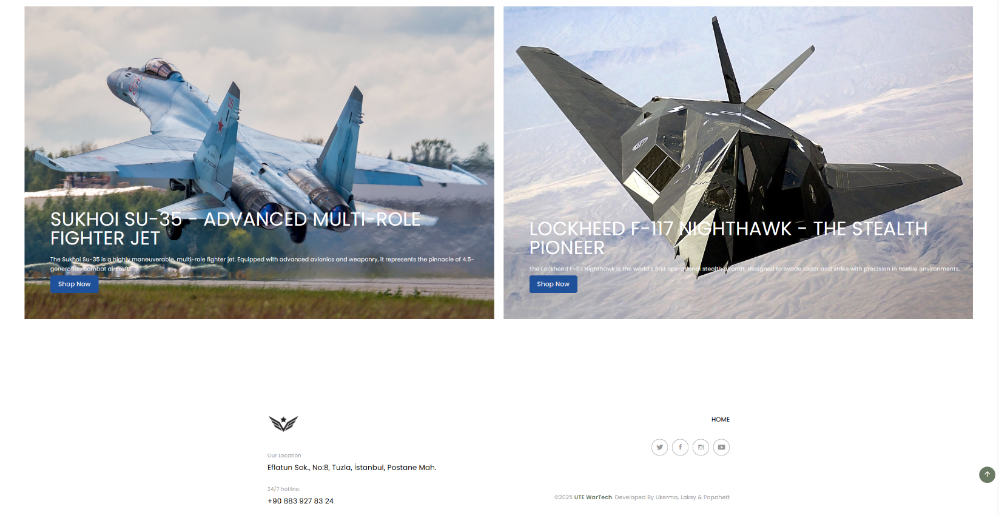 06
06
SUKHOI SU-35 - ADVANCED MULTI-ROLE
FIGHTER JET
The Sukhoi Su-35 is a highly maneuverable, multi-role fighter jet. Equipped with advanced avionics and weaponry, it represents the pinnacle of 4.5-
generation combat aircraft.
Shop Now
LOCKHEED F-117 NIGHTHAWK - THE STEALTH
PIONEER
The Lockheed F-117 Nighthawk is the world's first operational stealth aircraft, designed to evade radar and strike with precision in hostile environments.
Shop Now
Our Location
Eflatun Sok., No:8, Tuzla, İstanbul, Postane Mah.
24/7 hotline:
+90 883 927 83 24
HOME
©2025 UTE WarTech. Developed By Ukerma, Laksy & Papahett